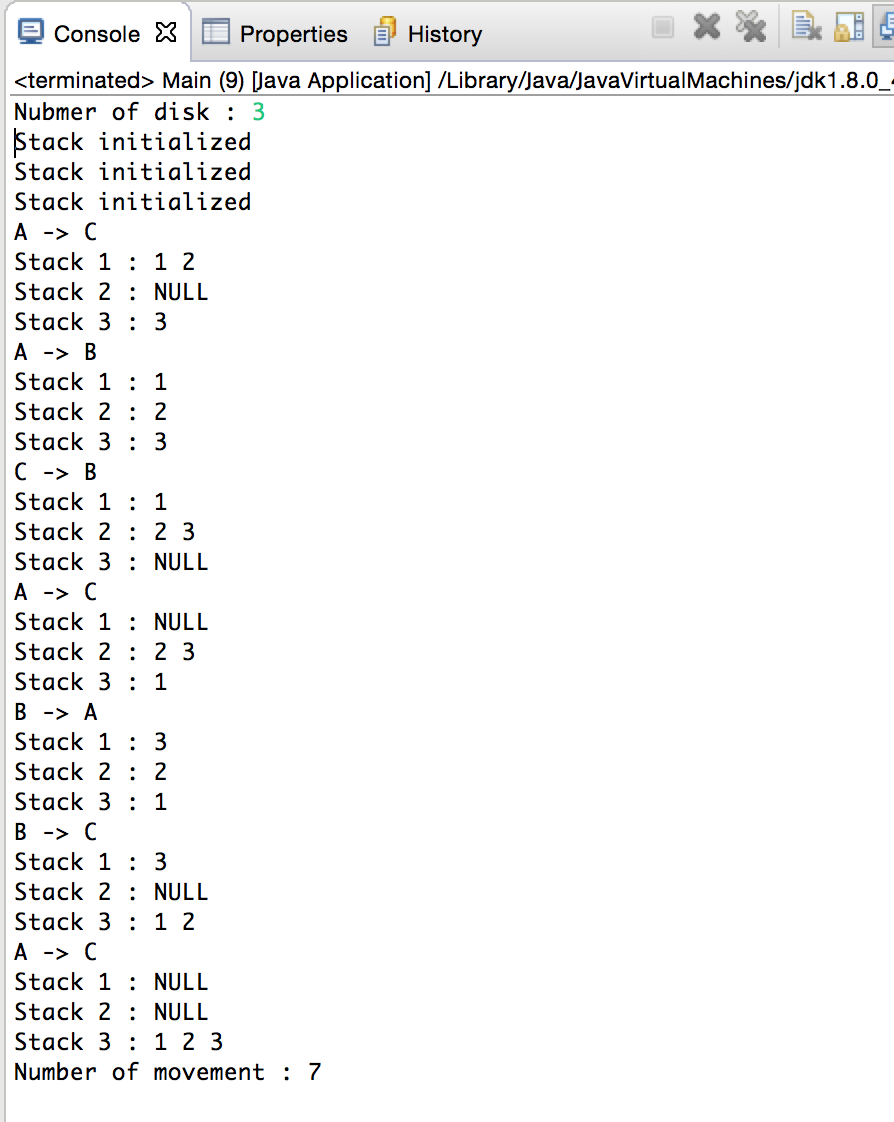 Console Properties History
<terminated> Main (9) [Java Application] /Library/Java/JavaVirtualMachines/jdk1.8.0_
Nubmer of disk : 3
Stack initialized
Stack initialized
Stack initialized
A -> C
Stack 1 : 1 2
Stack 2 : NULL
Stack 3 : 3
A -> B
Stack 1 : 1
Stack 2 : 2
Stack 3 : 3
C -> B
Stack 1 : 1
Stack 2 : 2 3
Stack 3 : NULL
A -> C
Stack 1 : NULL
Stack 2 : 2 3
Stack 3 : 1
B -> A
Stack 1 : 3
Stack 2 : 2
Stack 3 : 1
B -> C
Stack 1 : 3
Stack 2 : NULL
Stack 3 : 1 2
A -> C
Stack 1 : NULL
Stack 2 : NULL
Stack 3 : 1 2 3
Number of movement : 7